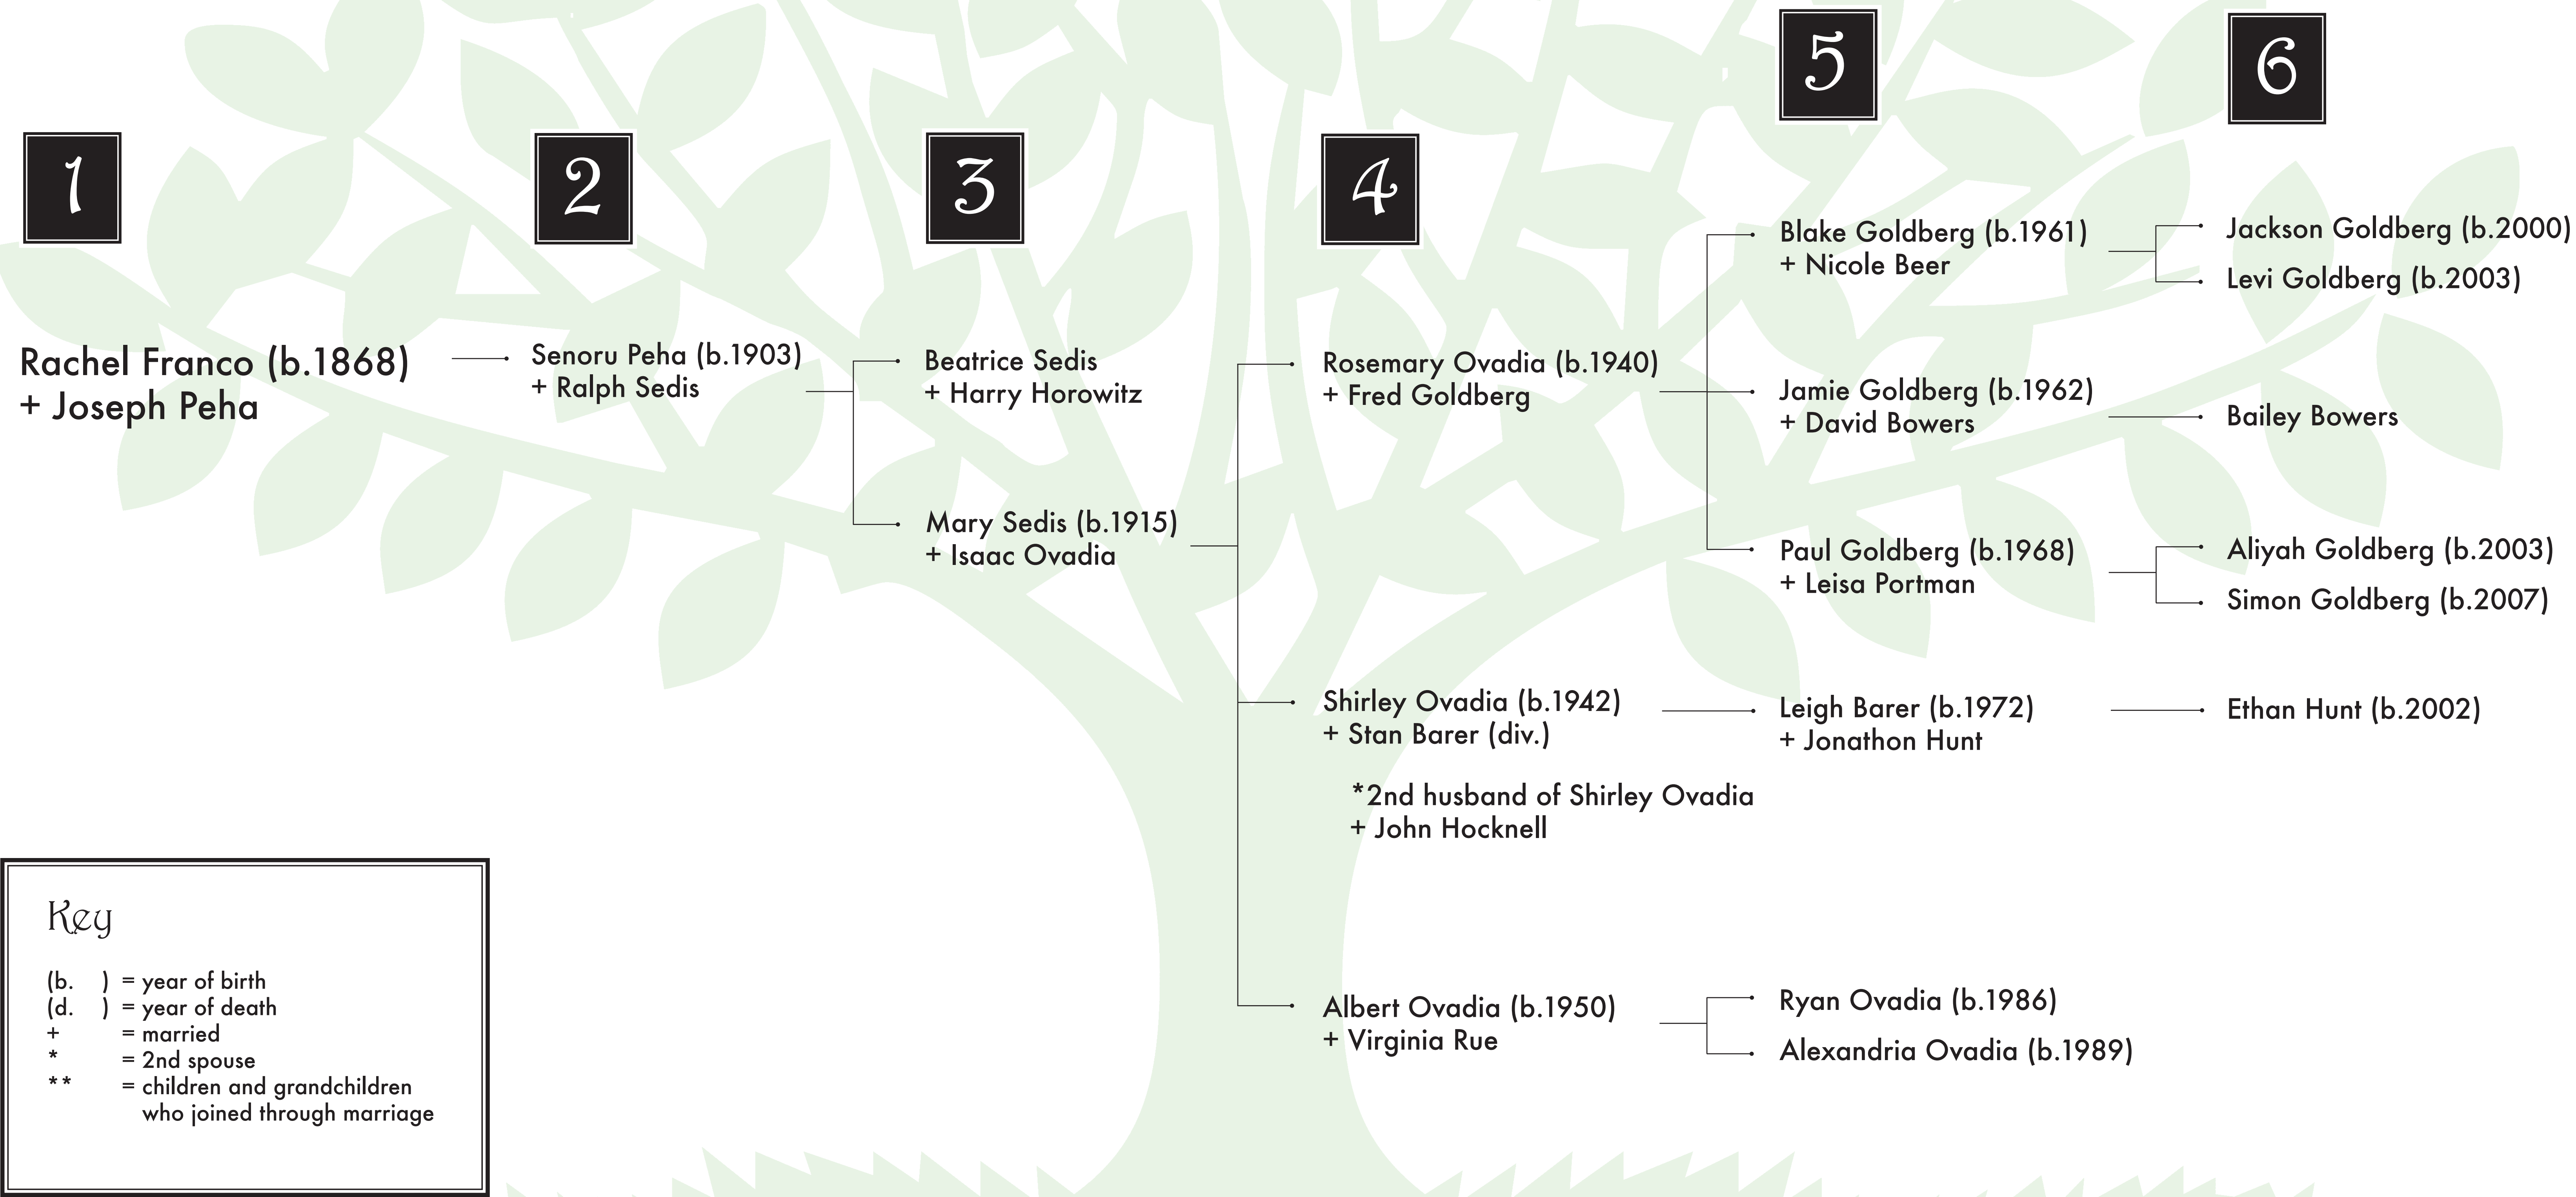 1
2
3
4
5
6
Rachel Franco (b.1868)
+ Joseph Peha
Senoru Peha (b.1903)
+ Ralph Sedis
Beatrice Sedis
+ Harry Horowitz
Mary Sedis (b.1915)
+ Isaac Ovadia
Rosemary Ovadia (b.1940)
+ Fred Goldberg
Shirley Ovadia (b.1942)
+ Stan Barer (div.)
*2nd husband of Shirley Ovadia
+ John Hocknell
Albert Ovadia (b.1950)
+ Virginia Rue
Blake Goldberg (b.1961)
+ Nicole Beer
Jamie Goldberg (b.1962)
+ David Bowers
Paul Goldberg (b.1968)
+ Leisa Portman
Leigh Barer (b.1972)
+ Jonathon Hunt
Ryan Ovadia (b.1986)
Alexandria Ovadia (b.1989)
Jackson Goldberg (b.2000)
Levi Goldberg (b.2003)
Bailey Bowers
Aliyah Goldberg (b.2003)
Simon Goldberg (b.2007)
Ethan Hunt (b.2002)
Key
(b. ) = year of birth
(d. ) = year of death
+ = married
* = 2nd spouse
** = children and grandchildren
who joined through marriage